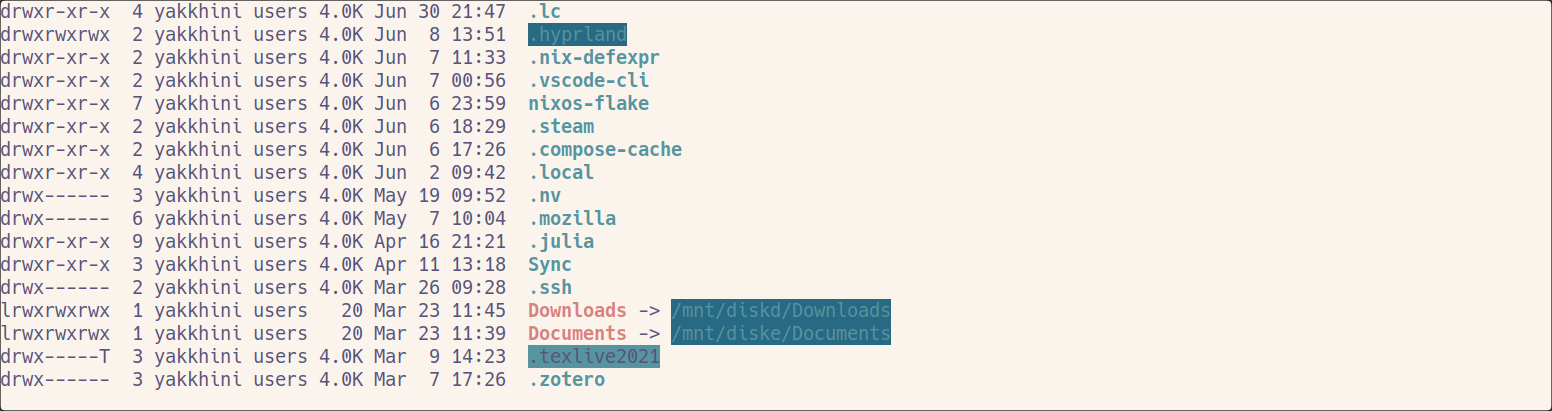 drwxr-xr-x  4 yakkhini users 4.0K Jun 30 21:47  .lc
drwxrwxrwx  2 yakkhini users 4.0K Jun  8 13:51  .hyprland
drwxr-xr-x  2 yakkhini users 4.0K Jun  7 11:33  .nix-defexpr
drwxr-xr-x  2 yakkhini users 4.0K Jun  7 00:56  .vscode-cli
drwxr-xr-x  7 yakkhini users 4.0K Jun  6 23:59  nixos-flake
drwxr-xr-x  2 yakkhini users 4.0K Jun  6 18:29  .steam
drwxr-xr-x  2 yakkhini users 4.0K Jun  6 17:26  .compose-cache
drwxr-xr-x  4 yakkhini users 4.0K Jun  2 09:42  .local
drwx------  3 yakkhini users 4.0K May 19 09:52  .nv
drwx------  6 yakkhini users 4.0K May  7 10:04  .mozilla
drwxr-xr-x  9 yakkhini users 4.0K Apr 16 21:21  .julia
drwxr-xr-x  3 yakkhini users 4.0K Apr 11 13:18  Sync
drwx------  2 yakkhini users 4.0K Mar 26 09:28  .ssh
lrwxrwxrwx  1 yakkhini users   20 Mar 23 11:45  Downloads -> /mnt/diskd/Downloads
lrwxrwxrwx  1 yakkhini users   20 Mar 23 11:39  Documents -> /mnt/diske/Documents
drwx-----T  3 yakkhini users 4.0K Mar  9 14:23  .texlive2021
drwx------  3 yakkhini users 4.0K Mar  7 17:26  .zotero